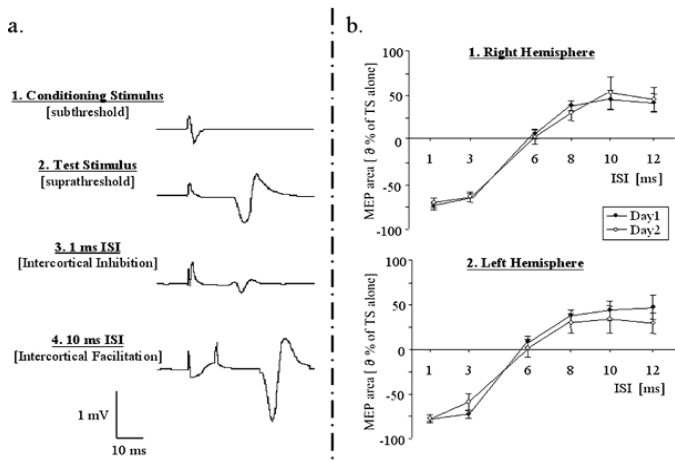 a.
1. Conditioning Stimulus
[subthreshold]
2. Test Stimulus
[suprathreshold]
3. 1 ms ISI
[Intercortical Inhibition]
4. 10 ms ISI
[Intercortical Facilitation]
1 mV
10 ms
b.
1. Right Hemisphere
MEP area [ ∂ % of TS alone]
100
50
0
-50
-100
1 3 6 8 10 12
ISI [ms]
Day1
Day2
2. Left Hemisphere
MEP area [ ∂ % of TS alone]
100
50
0
-50
-100
1 3 6 8 10 12
ISI [ms]